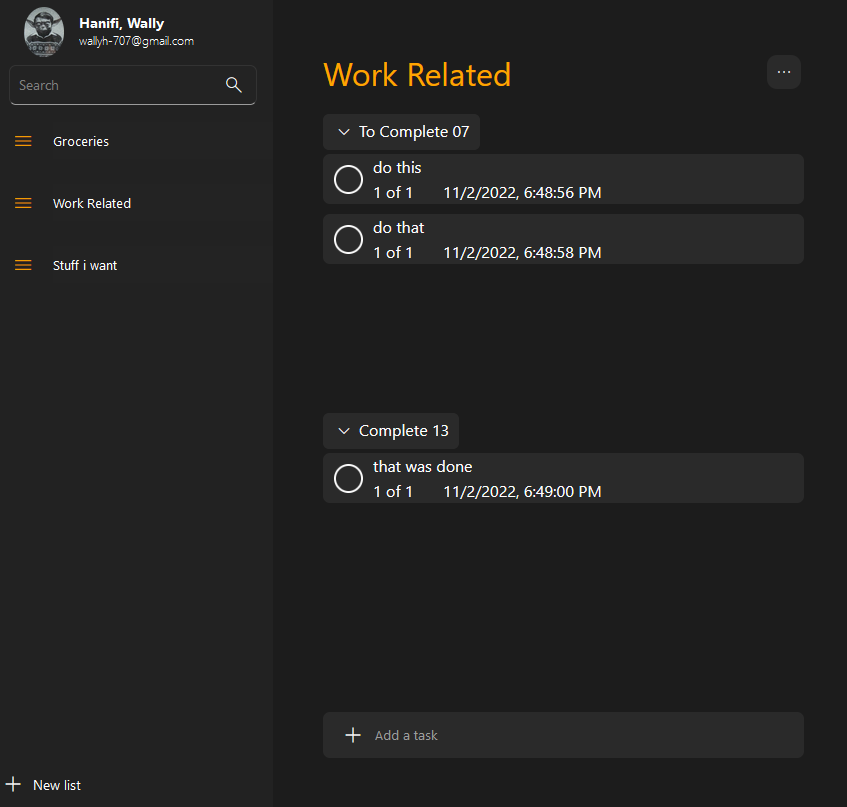 Hanifi, Wally
wallyh-707@gmail.com
Search
Groceries
Work Related
Stuff i want
New list
Work Related
...
To Complete 07
do this
1 of 1 11/2/2022, 6:48:56 PM
do that
1 of 1 11/2/2022, 6:48:58 PM
Complete 13
that was done
1 of 1 11/2/2022, 6:49:00 PM
Add a task